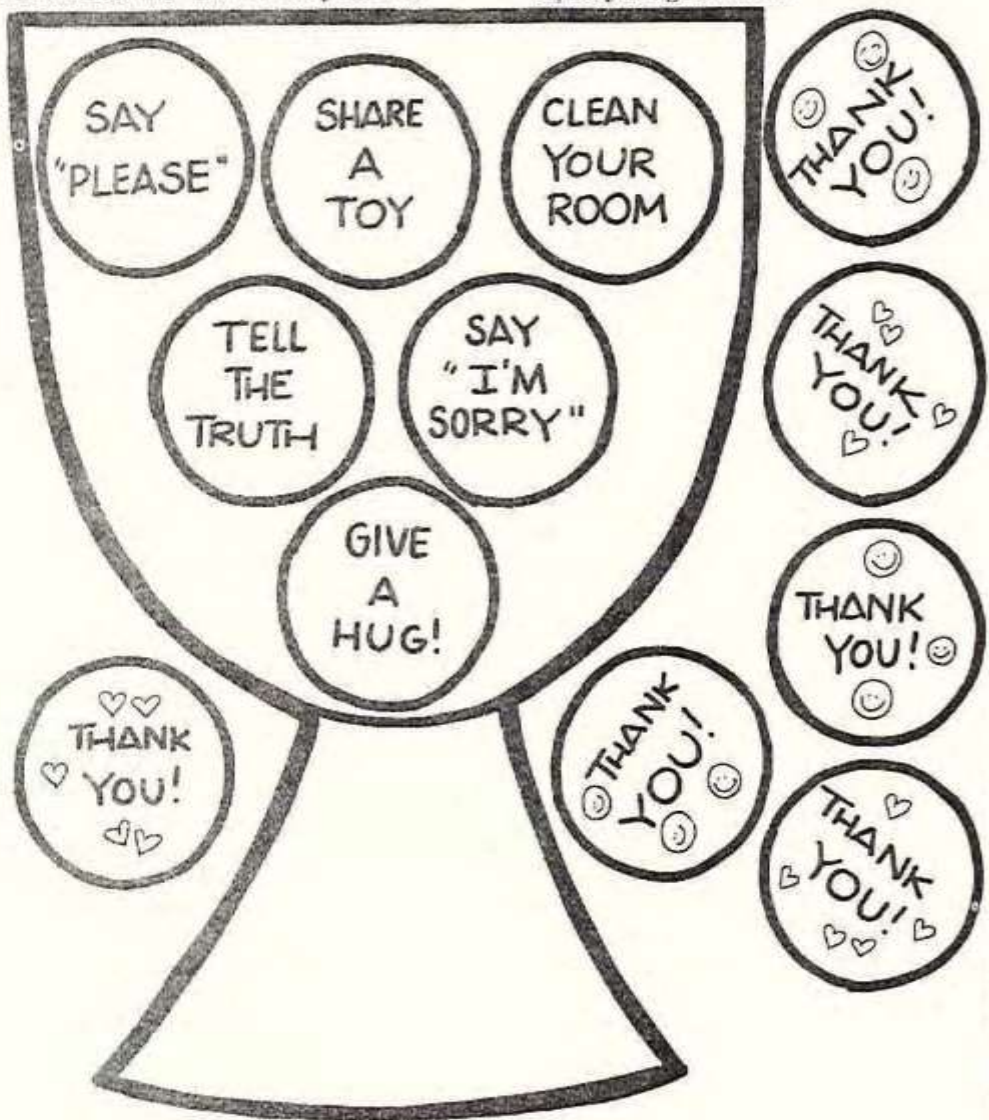 SAY
"PLEASE"
SHARE
A
TOY
CLEAN
YOUR
ROOM
THANK
YOU!
TELL
THE
TRUTH
SAY
"I'M
SORRY"
THANK
YOU!
GIVE
A
HUG!
THANK
YOU!
THANK
YOU!
THANK
YOU!
THANK
YOU!